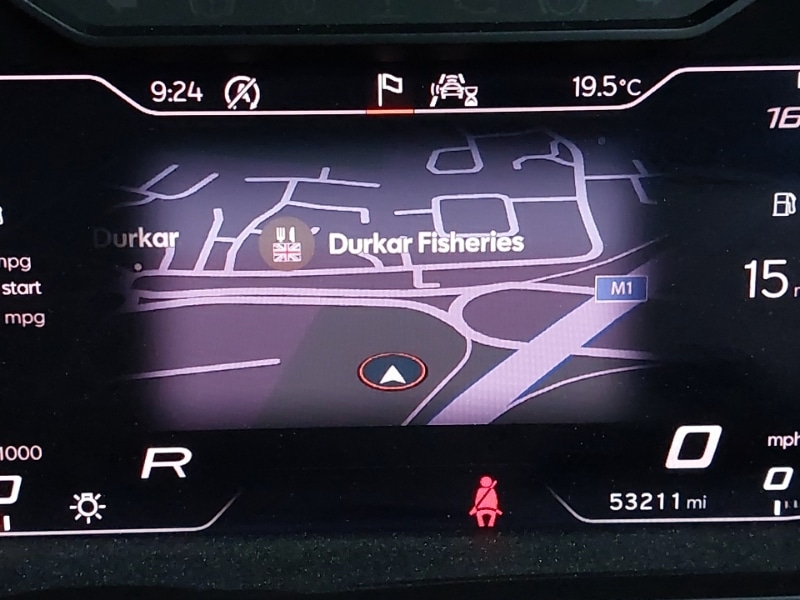 9:24
19.5°C
16
Durkar
Durkar Fisheries
mpg
start
mpg
M1
15
1000
R
0
mph
0
0
53211 mi